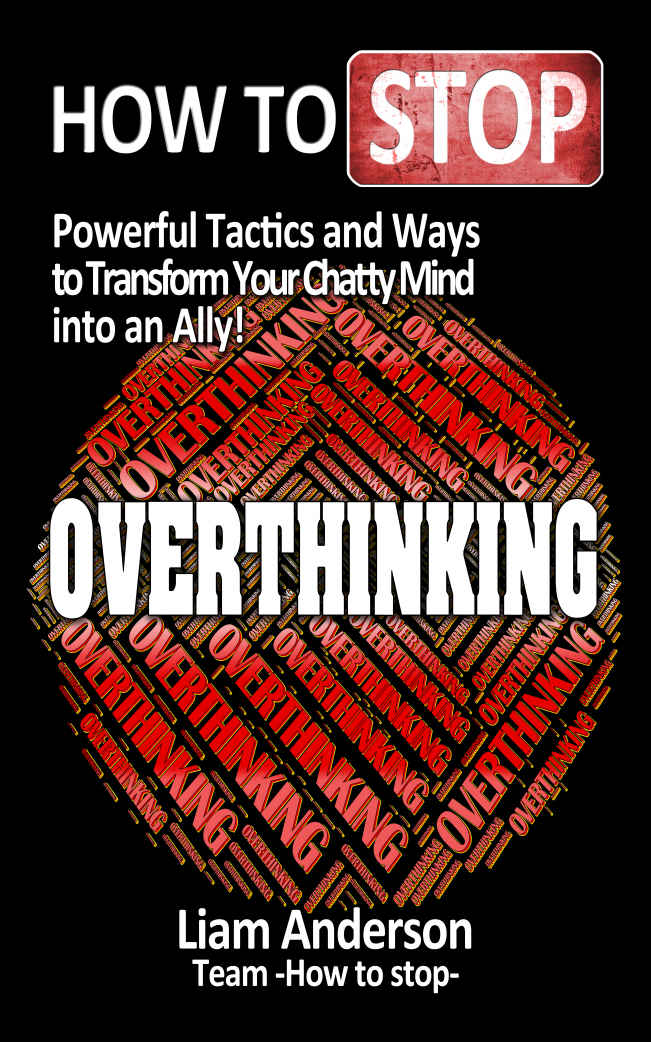 HOW TO STOP
Powerful Tactics and Ways
to Transform Your Chatty Mind
into an Ally!
OVERTHINKING
Liam Anderson
Team -How to stop-